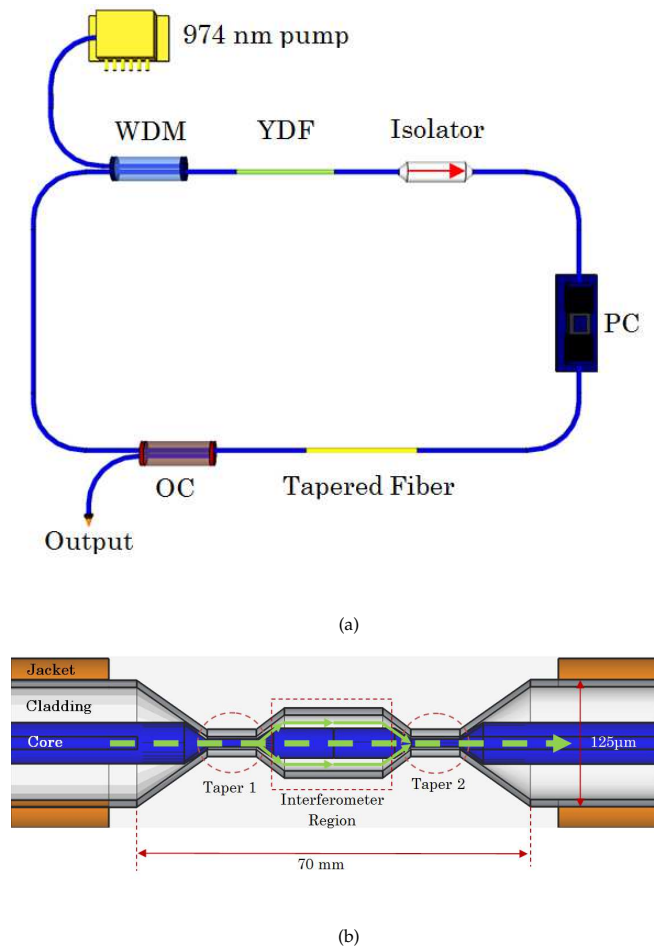 974 nm pump
WDM
YDF
Isolator
PC
OC
Tapered Fiber
Output
(a)
Jacket
Cladding
Core
125μm
Taper 1
Interferometer
Region
Taper 2
70 mm
(b)